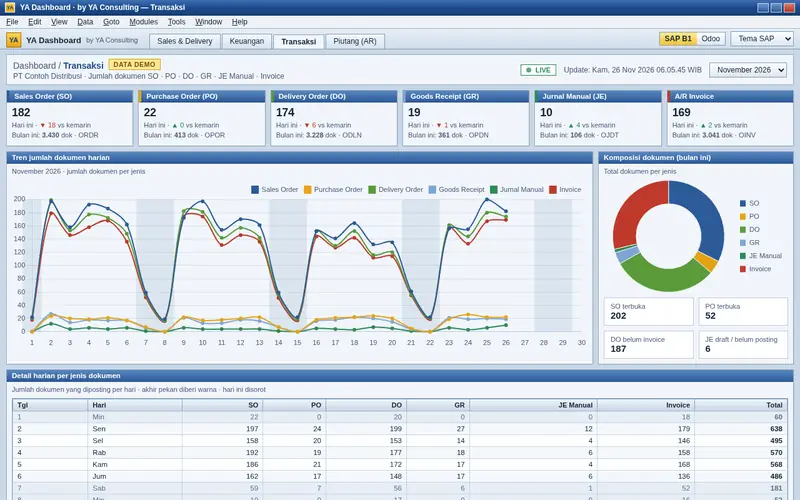 YA YA Dashboard · by YA Consulting — Transaksi
File Edit View Data Goto Modules Tools Window Help
YA YA Dashboard by YA Consulting Sales & Delivery Keuangan Transaksi Piutang (AR) SAP B1 Odoo Tema SAP
Dashboard / Transaksi DATA DEMO
PT Contoh Distribusi · Jumlah dokumen SO · PO · DO · GR · JE Manual · Invoice
LIVE Update: Kam, 26 Nov 2026 06.05.45 WIB November 2026
Sales Order (SO)
182
Hari ini · ▼ 18 vs kemarin
Bulan ini: 3.430 dok · ORDR
Purchase Order (PO)
22
Hari ini · ▲ 0 vs kemarin
Bulan ini: 413 dok · OPOR
Delivery Order (DO)
174
Hari ini · ▼ 6 vs kemarin
Bulan ini: 3.228 dok · ODLN
Goods Receipt (GR)
19
Hari ini · ▼ 1 vs kemarin
Bulan ini: 361 dok · OPDN
Jurnal Manual (JE)
10
Hari ini · ▲ 4 vs kemarin
Bulan ini: 106 dok · OJDT
A/R Invoice
169
Hari ini · ▲ 2 vs kemarin
Bulan ini: 3.041 dok · OINV
Tren jumlah dokumen harian
November 2026 · jumlah dokumen per jenis
Sales Order Purchase Order Delivery Order Goods Receipt Jurnal Manual Invoice
200
180
160
140
120
100
80
60
40
20
0
1 2 3 4 5 6 7 8 9 10 11 12 13 14 15 16 17 18 19 20 21 22 23 24 25 26 27 28 29 30
Komposisi dokumen (bulan ini)
Total dokumen per jenis
SO
PO
DO
GR
JE Manual
Invoice
SO terbuka
202
PO terbuka
52
DO belum invoice
187
JE draft / belum posting
6
Detail harian per jenis dokumen
Jumlah dokumen yang diposting per hari · akhir pekan diberi warna · hari ini disorot
Tgl Hari SO PO DO GR JE Manual Invoice Total
1 Min 22 0 20 0 0 18 60
2 Sen 197 24 199 27 12 179 638
3 Sel 158 20 153 14 4 146 495
4 Rab 192 19 177 18 6 158 570
5 Kam 186 21 172 17 4 168 568
6 Jum 162 17 148 17 6 136 486
7 Sab 59 7 56 6 1 52 181